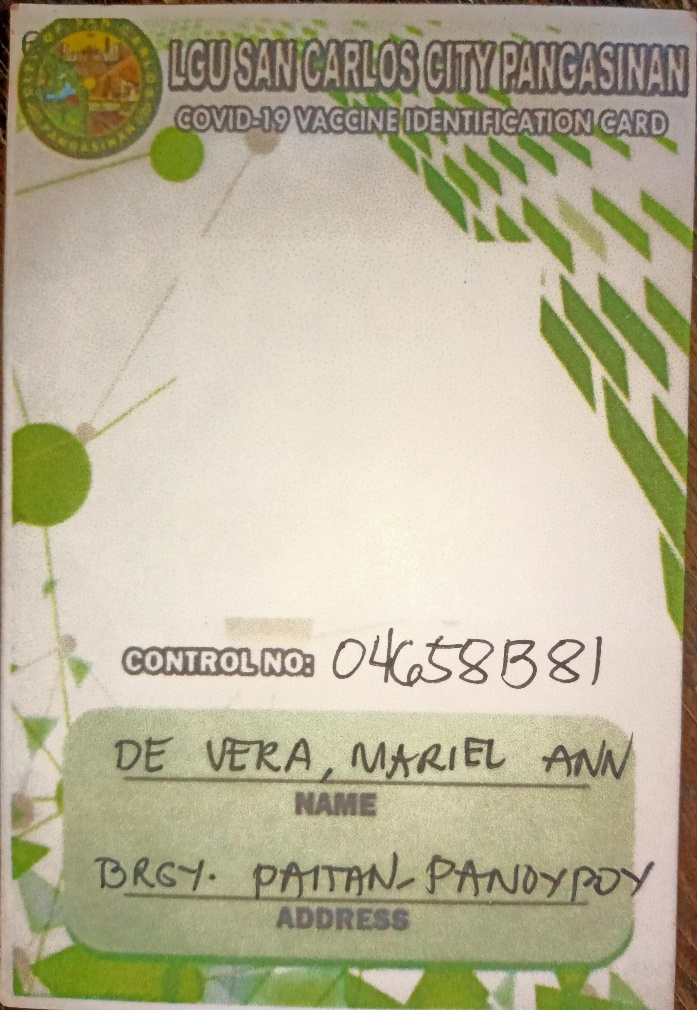 LGU SAN CARLOS CITY PANGASINAN
COVID-19 VACCINE IDENTIFICATION CARD
CONTROL NO: 04658B81
DE VERA, MARIEL ANN
NAME
BRGY. PAITAN-PANOYPOY
ADDRESS